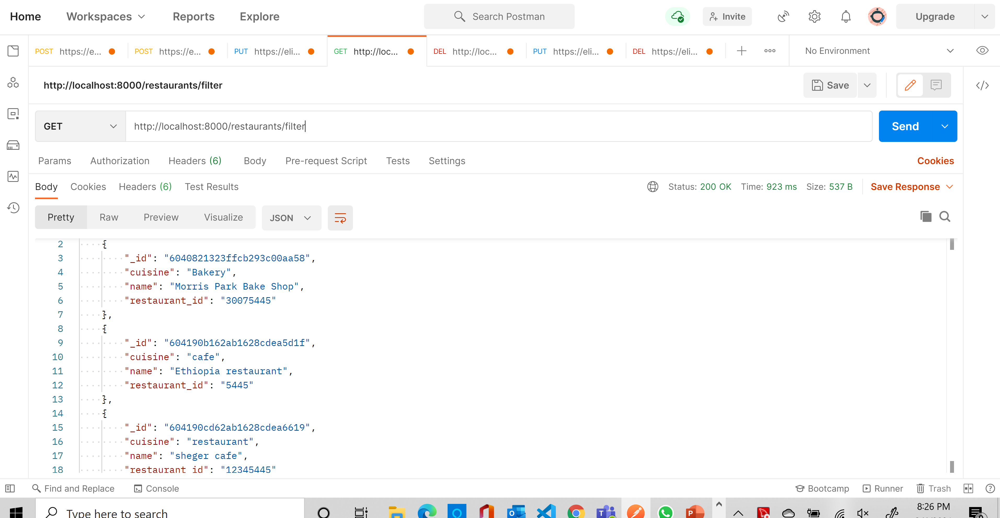 Home Workspaces Reports Explore Search Postman Invite Upgrade
POST https://e... POST https://e... PUT https://eli... GET http://loc... DEL http://loc... PUT https://eli... DEL https://eli... No Environment
http://localhost:8000/restaurants/filter Save
GET http://localhost:8000/restaurants/filter Send
Params Authorization Headers (6) Body Pre-request Script Tests Settings Cookies
Body Cookies Headers (6) Test Results Status: 200 OK Time: 923 ms Size: 537 B Save Response
Pretty Raw Preview Visualize JSON
2 {
3 "_id": "6040821323ffcb293c00aa58",
4 "cuisine": "Bakery",
5 "name": "Morris Park Bake Shop",
6 "restaurant_id": "30075445"
7 },
8 {
9 "_id": "604190b162ab1628cdea5d1f",
10 "cuisine": "cafe",
11 "name": "Ethiopia restaurant",
12 "restaurant_id": "5445"
13 },
14 {
15 "_id": "604190cd62ab1628cdea6619",
16 "cuisine": "restaurant",
17 "name": "sheger cafe",
18 "restaurant_id": "12345445"
Find and Replace Console Bootcamp Runner Trash
Type here to search 8:26 PM